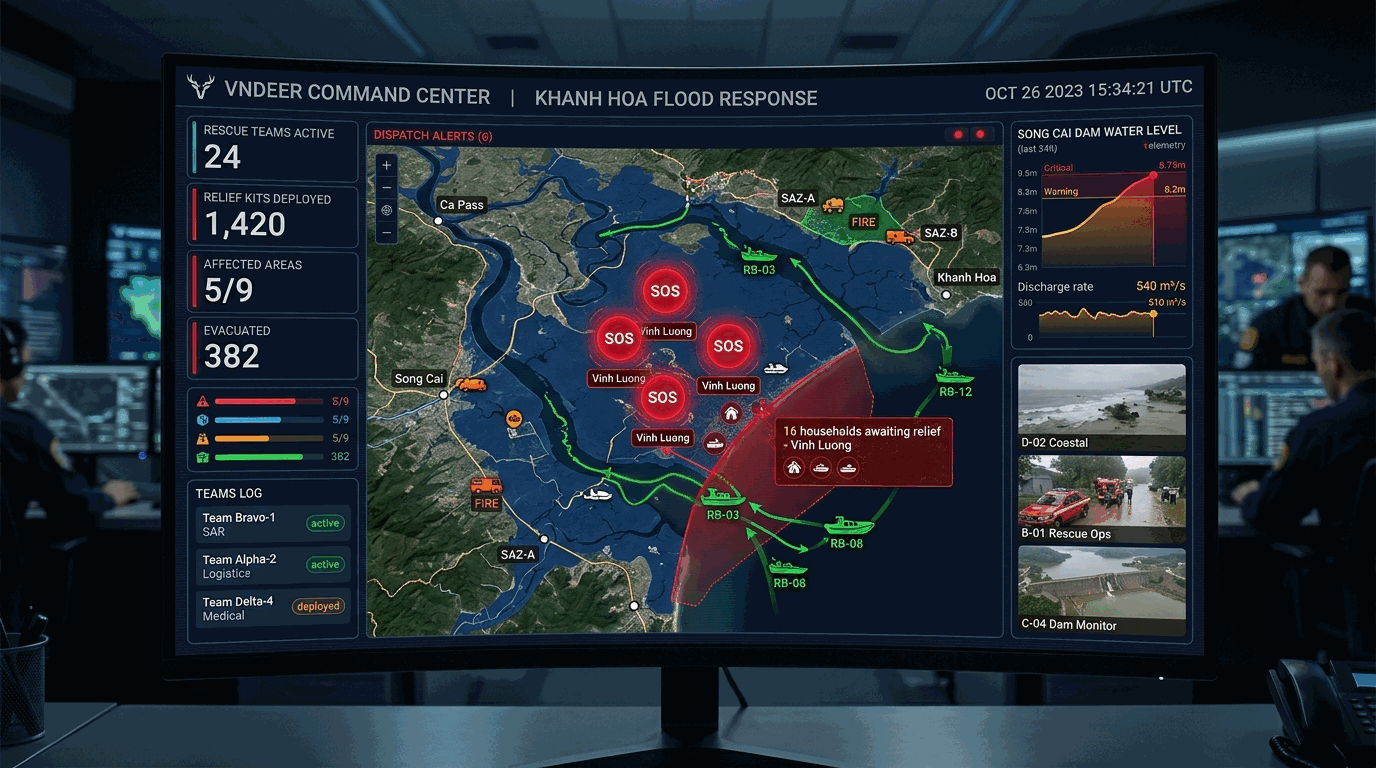 VNDEER COMMAND CENTER | KHANH HOA FLOOD RESPONSE
OCT 26 2023 15:34:21 UTC
RESCUE TEAMS ACTIVE
24
RELIEF KITS DEPLOYED
1,420
AFFECTED AREAS
5/9
EVACUATED
382
5/9
5/9
382
TEAMS LOG
Team Bravo-1
SAR
active
Team Alpha-2
Logistice
active
Team Delta-4
Medical
deployed
DISPATCH ALERTS (6)
Ca Pass
SAZ-A
FIRE
SAZ-B
RB-03
Khanh Hoa
SOS
Vinh Luong
SOS
Vinh Luong
SOS
Vinh Luong
SOS
Vinh Luang
Song Cai
RB-12
16 households awaiting relief
- Vinh Luong
FIRE
RB-03
RB-08
SAZ-A
RB-08
SONG CAI DAM WATER LEVEL
telemetry
Critical
8.75m
Warning
8.2m
9.5m
8.3m
7.6m
7.3m
7.3m
6.3m
Discharge rate
540 m³/s
510 m³/s
0
D-02 Coastal
B-01 Rescue Ops
C-04 Dam Monitor